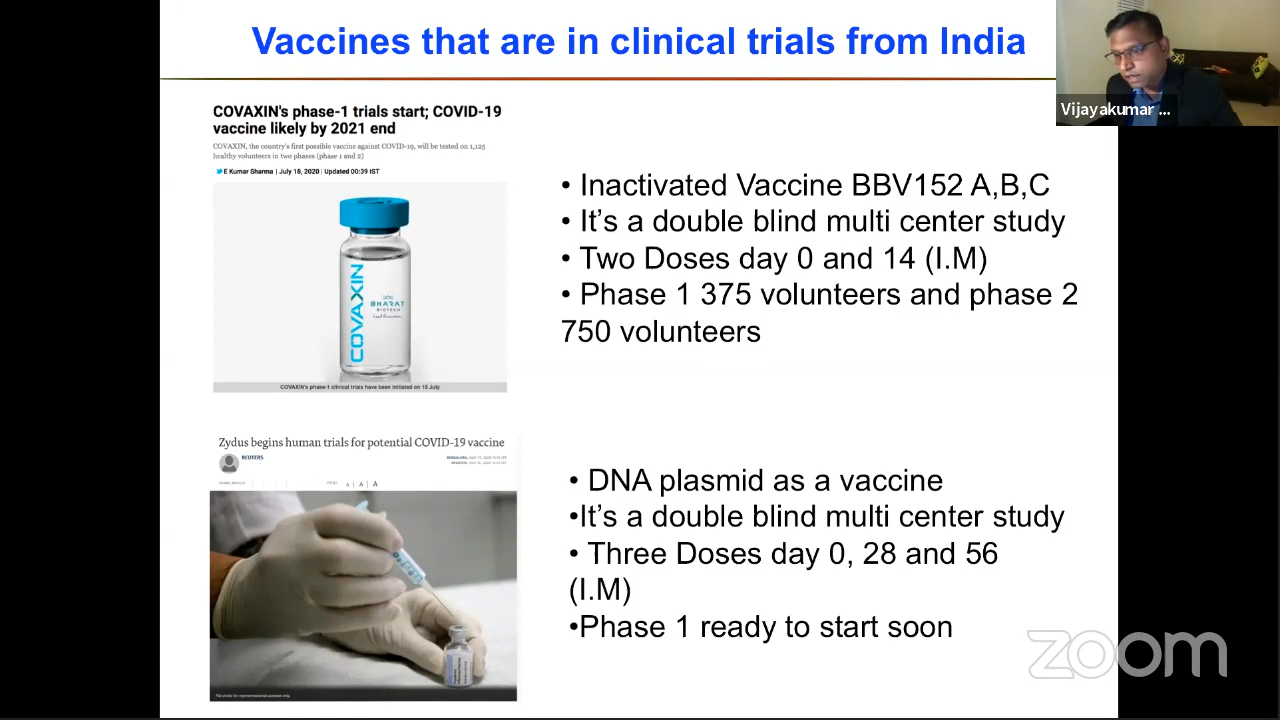 Vaccines that are in clinical trials from India
Vijayakumar ...
COVAXIN's phase-1 trials start; COVID-19
vaccine likely by 2021 end
COVAXIN, the country's first possible vaccine against COVID-19, will be tested on 1,125
healthy volunteers in two phases (phase 1 and 2)
E Kumar Sharma | July 18, 2020 | Updated 00:39 IST
COVAXIN
BHARAT
BIOTECH
COVAXIN's phase-1 clinical trials have been initiated on 15 July
• Inactivated Vaccine BBV152 A,B,C
• It’s a double blind multi center study
• Two Doses day 0 and 14 (I.M)
• Phase 1 375 volunteers and phase 2
750 volunteers
Zydus begins human trials for potential COVID-19 vaccine
REUTERS
A | A | A
File photo for representational purpose only.
• DNA plasmid as a vaccine
•It’s a double blind multi center study
• Three Doses day 0, 28 and 56
(I.M)
•Phase 1 ready to start soon
zoom